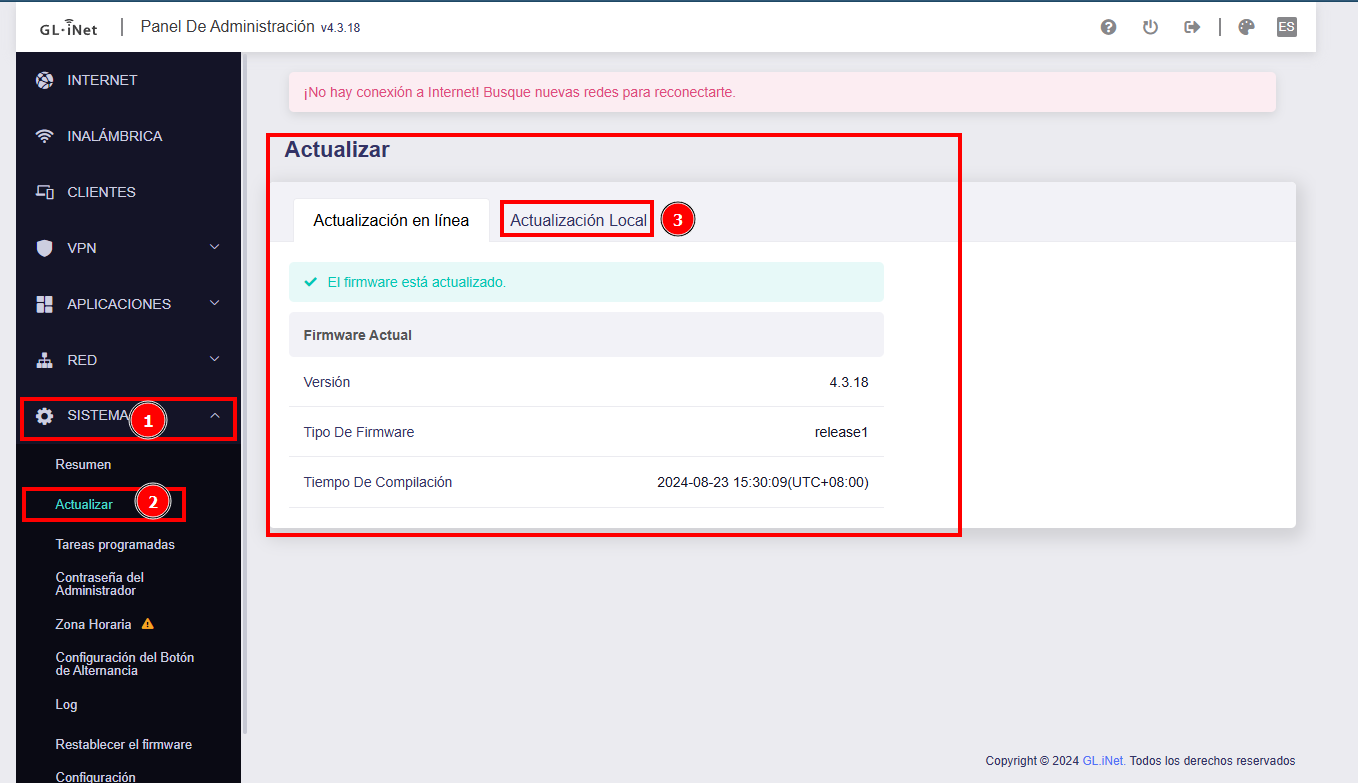 GL·iNet | Panel De Administración v4.3.18
ES
INTERNET
INALÁMBRICA
CLIENTES
VPN
APLICACIONES
RED
SISTEMA
1
Resumen
Actualizar
2
Tareas programadas
Contraseña del
Administrador
Zona Horaria
Configuración del Botón
de Alternancia
Log
Restablecer el firmware
Configuración
¡No hay conexión a Internet! Busque nuevas redes para reconectarte.
Actualizar
Actualización en línea
Actualización Local
3
El firmware está actualizado.
Firmware Actual
Versión 4.3.18
Tipo De Firmware release1
Tiempo De Compilación 2024-08-23 15:30:09(UTC+08:00)
Copyright © 2024 GL.iNet. Todos los derechos reservados